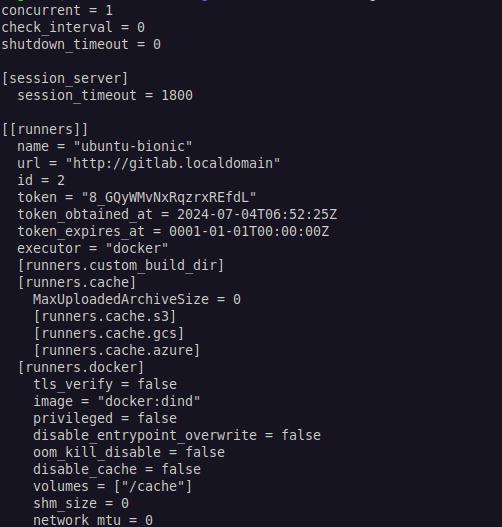 concurrent = 1
check_interval = 0
shutdown_timeout = 0
[session_server]
session_timeout = 1800
[[runners]]
name = "ubuntu-bionic"
url = "http://gitlab.localdomain"
id = 2
token = "8_GQyWMvNxRqzrxREfdL"
token_obtained_at = 2024-07-04T06:52:25Z
token_expires_at = 0001-01-01T00:00:00Z
executor = "docker"
[runners.custom_build_dir]
[runners.cache]
MaxUploadedArchiveSize = 0
[runners.cache.s3]
[runners.cache.gcs]
[runners.cache.azure]
[runners.docker]
tls_verify = false
image = "docker:dind"
privileged = false
disable_entrypoint_overwrite = false
oom_kill_disable = false
disable_cache = false
volumes = ["/cache"]
shm_size = 0
network_mtu = 0